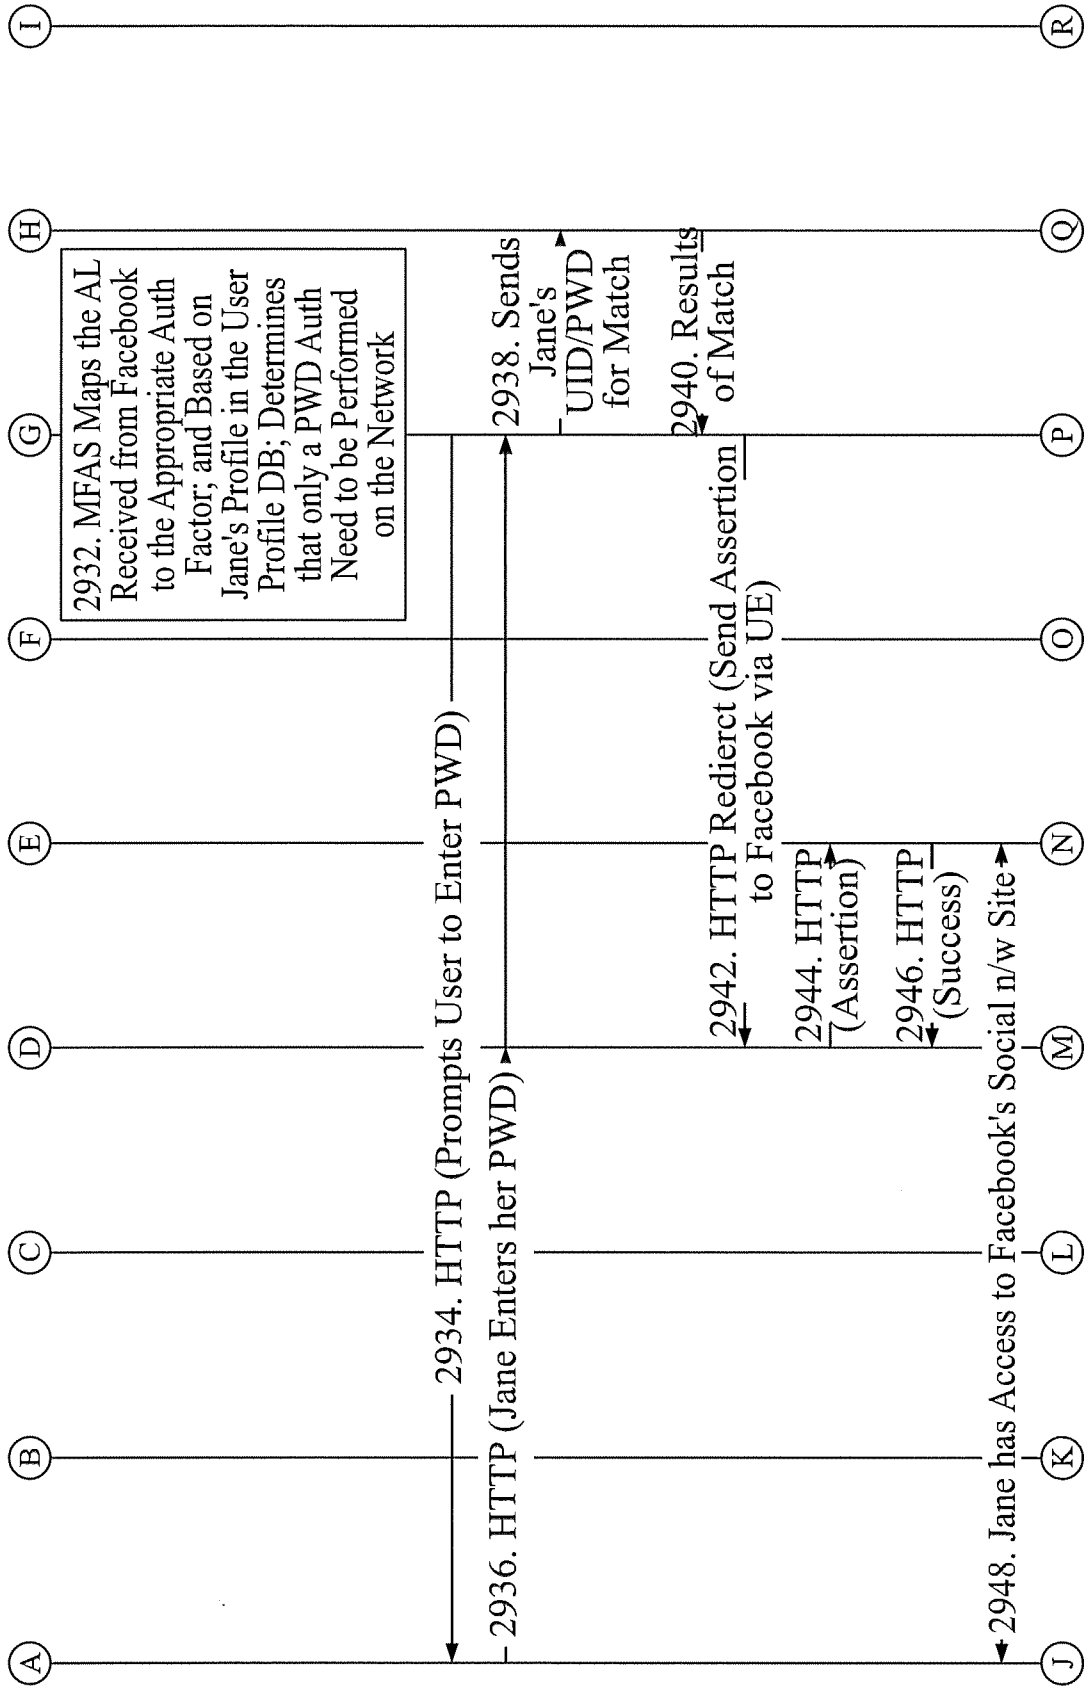 A
B
C
D
E
F
G
H
I
2932. MFAS Maps the AL
Received from Facebook
to the Appropriate Auth
Factor; and Based on
Jane's Profile in the User
Profile DB; Determines
that only a PWD Auth
Need to be Performed
on the Network
2934. HTTP (Prompts User to Enter PWD)
2936. HTTP (Jane Enters her PWD)
2938. Sends
Jane's
UID/PWD
for Match
2940. Results
of Match
2942. HTTP Redierct (Send Assertion
to Facebook via UE)
2944. HTTP
(Assertion)
2946. HTTP
(Success)
2948. Jane has Access to Facebook's Social n/w Site
J
K
L
M
N
O
P
Q
R